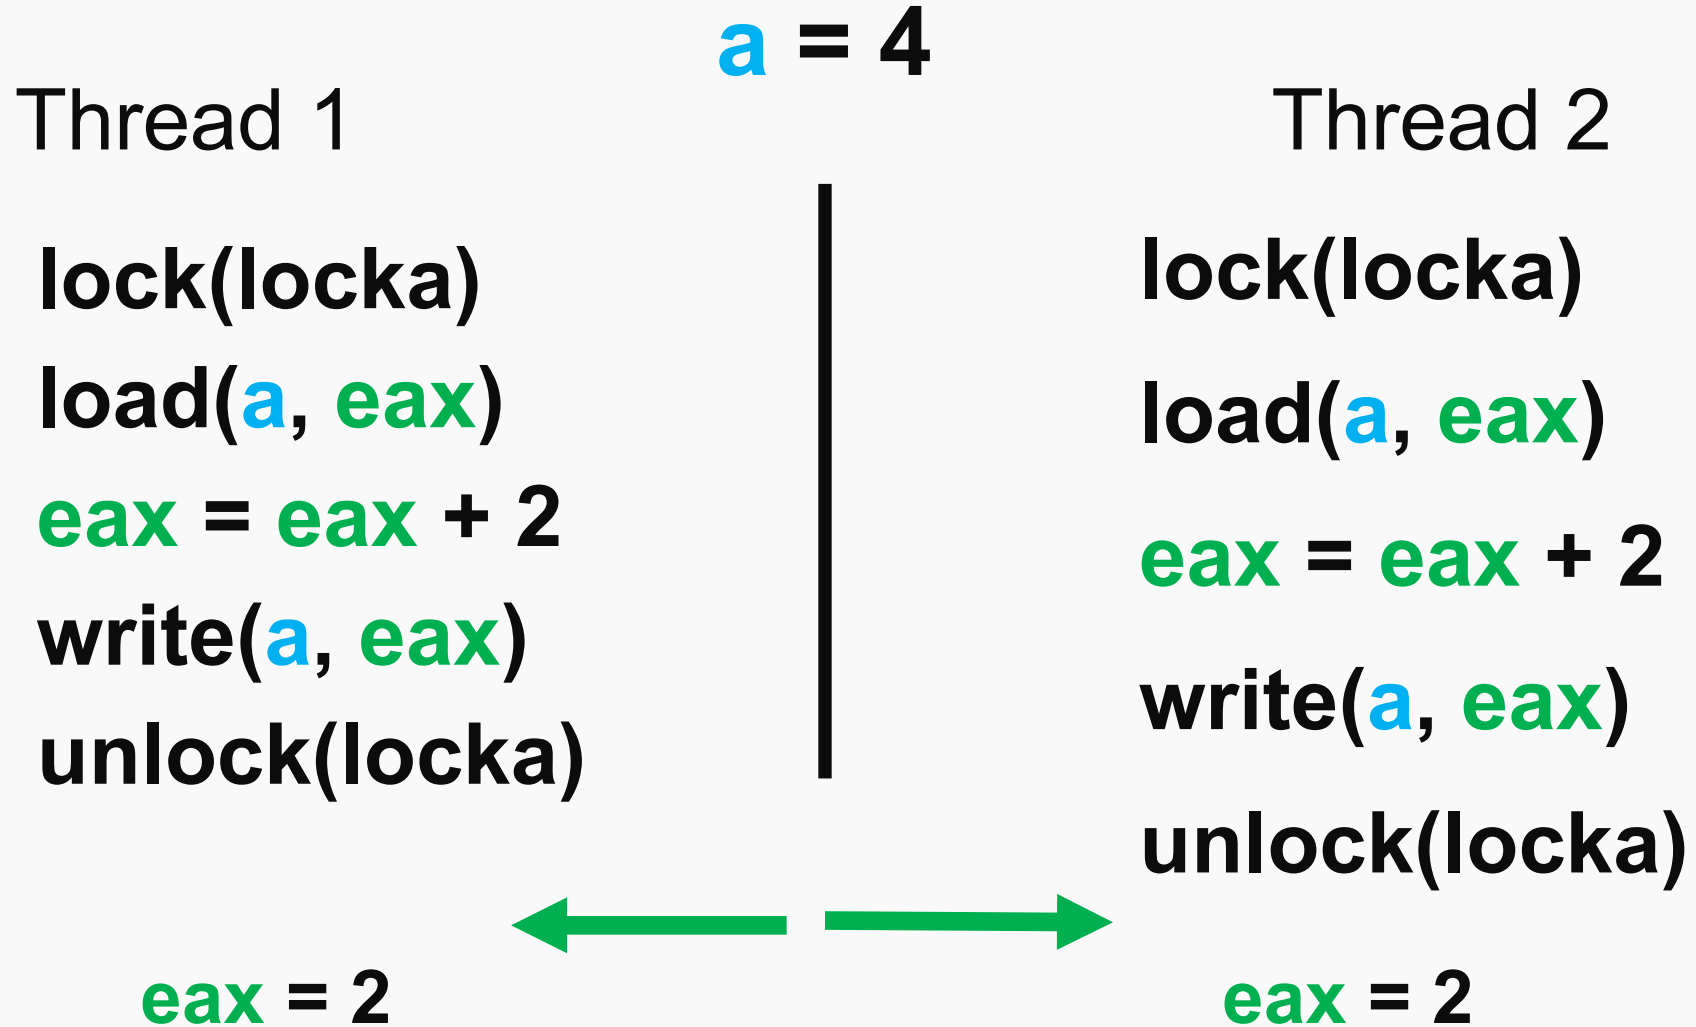 a = 4
Thread 1
lock(locka)
load(a, eax)
eax = eax + 2
write(a, eax)
unlock(locka)
eax = 2
Thread 2
lock(locka)
load(a, eax)
eax = eax + 2
write(a, eax)
unlock(locka)
eax = 2